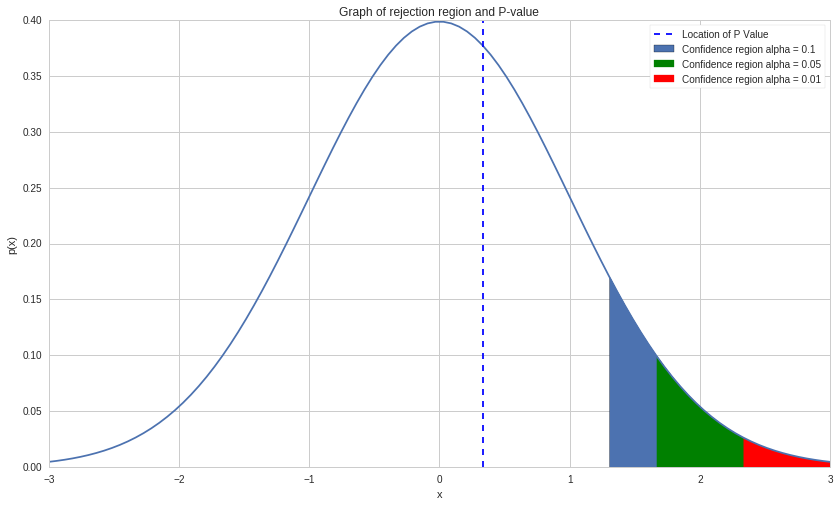 Graph of rejection region and P-value
Location of P Value
Confidence region alpha = 0.1
Confidence region alpha = 0.05
Confidence region alpha = 0.01
p(x)
0.40
0.35
0.30
0.25
0.20
0.15
0.10
0.05
0.00
−3 −2 −1 0 1 2 3
x